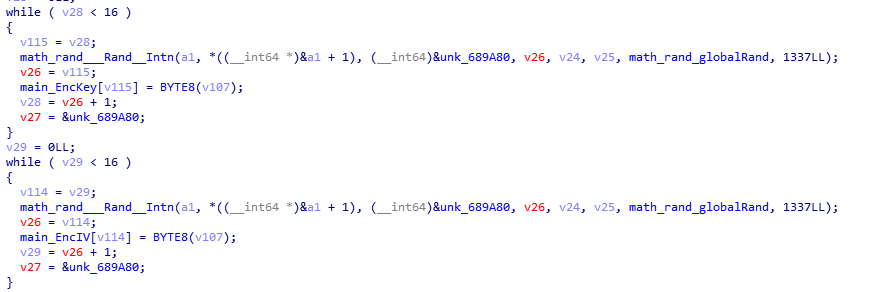 while ( v28 < 16 )
{
v115 = v28;
math_rand___Rand__Intn(a1, *((__int64 *)&a1 + 1), (__int64)&unk_689A80, v26, v24, v25, math_rand_globalRand, 1337LL);
v26 = v115;
main_EncKey[v115] = BYTE8(v107);
v28 = v26 + 1;
v27 = &unk_689A80;
}
v29 = 0LL;
while ( v29 < 16 )
{
v114 = v29;
math_rand___Rand__Intn(a1, *((__int64 *)&a1 + 1), (__int64)&unk_689A80, v26, v24, v25, math_rand_globalRand, 1337LL);
v26 = v114;
main_EncIV[v114] = BYTE8(v107);
v29 = v26 + 1;
v27 = &unk_689A80;
}